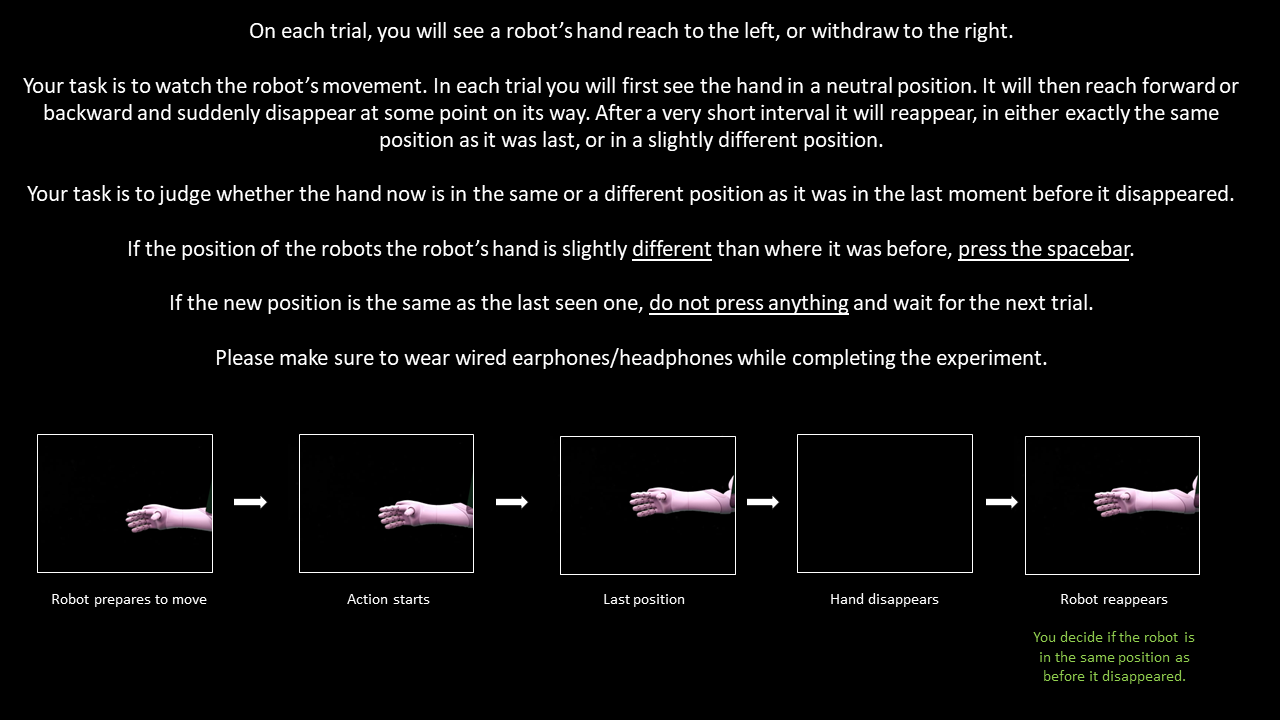 On each trial, you will see a robot's hand reach to the left, or withdraw to the right.
Your task is to watch the robot's movement. In each trial you will first see the hand in a neutral position. It will then reach forward or
backward and suddenly disappear at some point on its way. After a very short interval it will reappear, in either exactly the same
position as it was last, or in a slightly different position.
Your task is to judge whether the hand now is in the same or a different position as it was in the last moment before it disappeared.
If the position of the robots the robot's hand is slightly different than where it was before, press the spacebar.
If the new position is the same as the last seen one, do not press anything and wait for the next trial.
Please make sure to wear wired earphones/headphones while completing the experiment.
Robot prepares to move
Action starts
Last position
Hand disappears
Robot reappears
You decide if the robot is
in the same position as
before it disappeared.